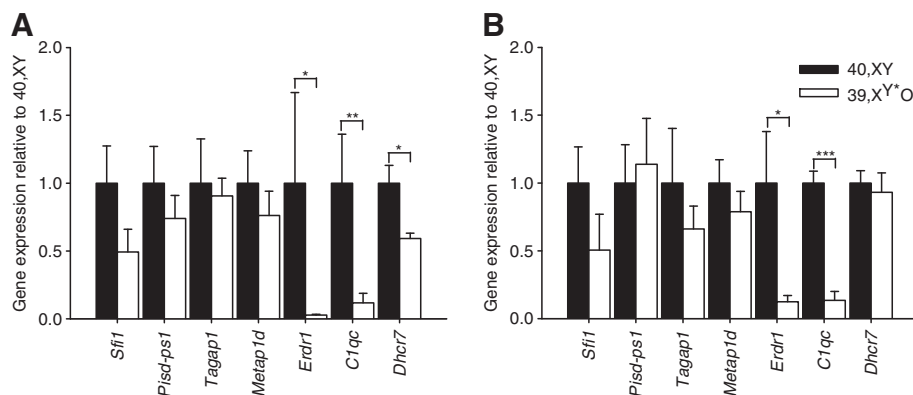 A
Gene expression relative to 40,XY
2.0
1.5
1.0
0.5
0.0
*
**
*
Sfi1
Pisd-ps1
Tagap1
Metap1d
Erdr1
C1qc
Dhcr7
B
Gene expression relative to 40,XY
2.0
1.5
1.0
0.5
0.0
40,XY
39,XY*O
*
***
Sfi1
Pisd-ps1
Tagap1
Metap1d
Erdr1
C1qc
Dhcr7